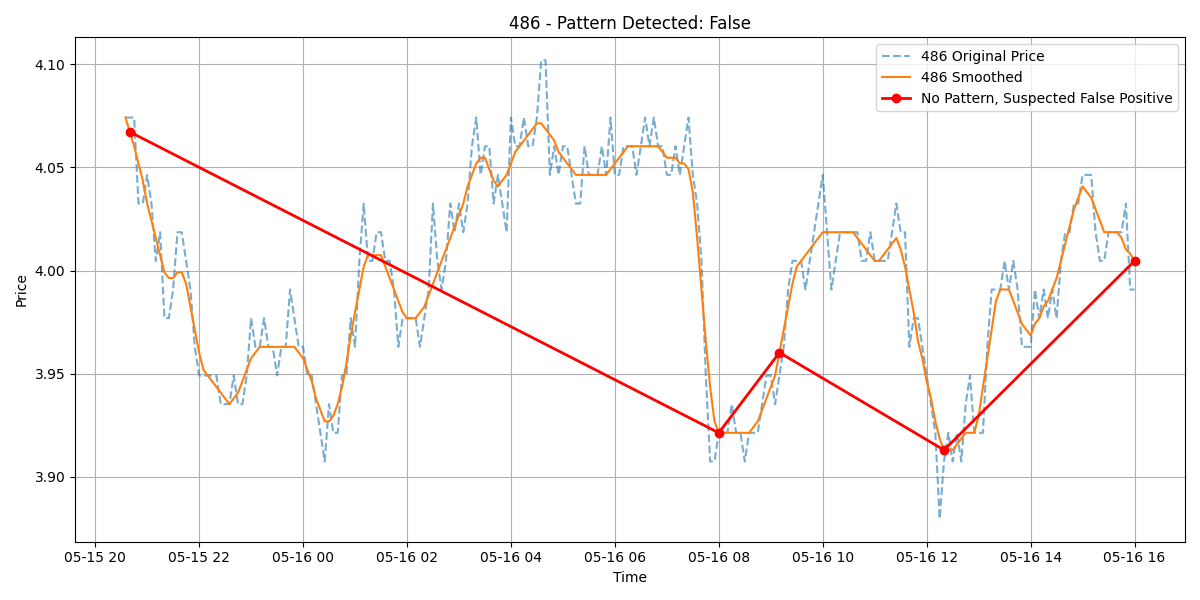 486 - Pattern Detected: False
486 Original Price
486 Smoothed
No Pattern, Suspected False Positive
Price
4.10
4.05
4.00
3.95
3.90
05-15 20 05-15 22 05-16 00 05-16 02 05-16 04 05-16 06 05-16 08 05-16 10 05-16 12 05-16 14 05-16 16
Time